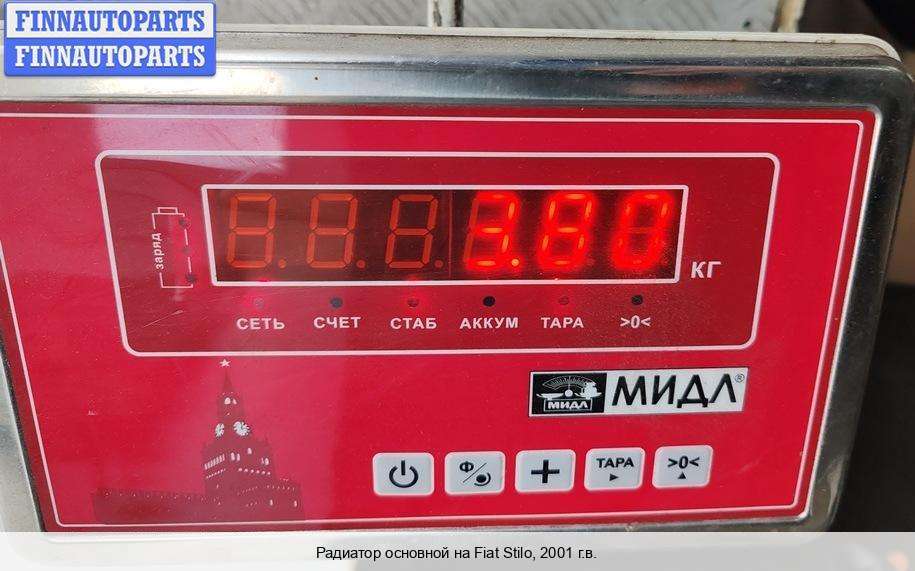 FINNAUTOPARTS
FINNAUTOPARTS
заряд
3.80
КГ
СЕТЬ СЧЕТ СТАБ АККУМ ТАРА >0<
МИДЛ МИДЛ®
Ф ТАРА >0<
Радиатор основной на Fiat Stilo, 2001 г.в.